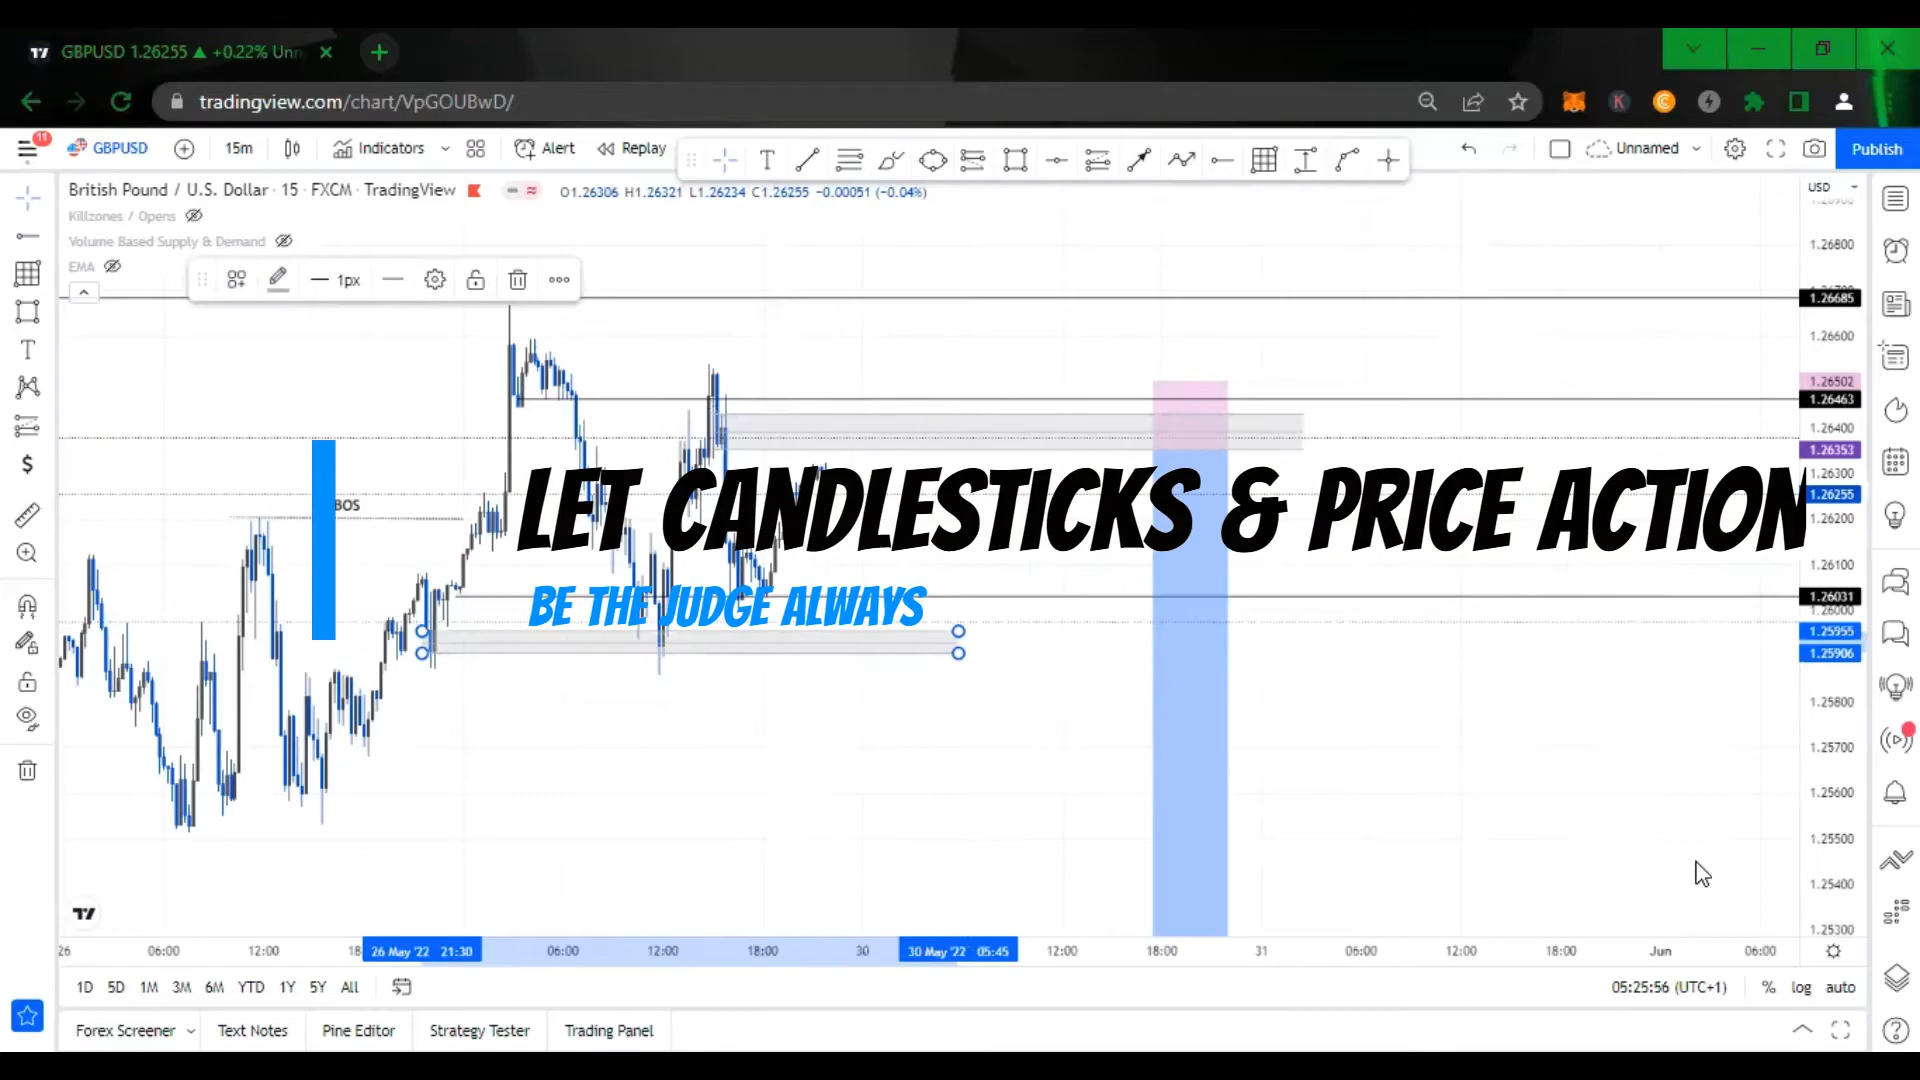 GBPUSD 1.26255 ▲ +0.22% Unn
tradingview.com/chart/VpGOUBwD/
11
GBPUSD 15m Indicators Alert Replay Unnamed Publish
British Pound / U.S. Dollar · 15 · FXCM · TradingView O1.26306 H1.26321 L1.26234 C1.26255 −0.00051 (−0.04%) USD
Killzones / Opens
Volume Based Supply & Demand
EMA
1px
1.26800
1.26685
1.26600
1.26502
1.26463
1.26400
1.26353
1.26300
1.26255
1.26200
1.26100
1.26031
1.26000
1.25955
1.25906
1.25800
1.25700
1.25600
1.25500
1.25400
1.25300
BOS
LET CANDLESTICKS & PRICE ACTION
BE THE JUDGE ALWAYS
26 06:00 12:00 18 26 May '22 21:30 06:00 12:00 18:00 30 30 May '22 05:45 12:00 18:00 31 06:00 12:00 18:00 Jun 06:00
1D 5D 1M 3M 6M YTD 1Y 5Y All 05:25:56 (UTC+1) % log auto
Forex Screener Text Notes Pine Editor Strategy Tester Trading Panel